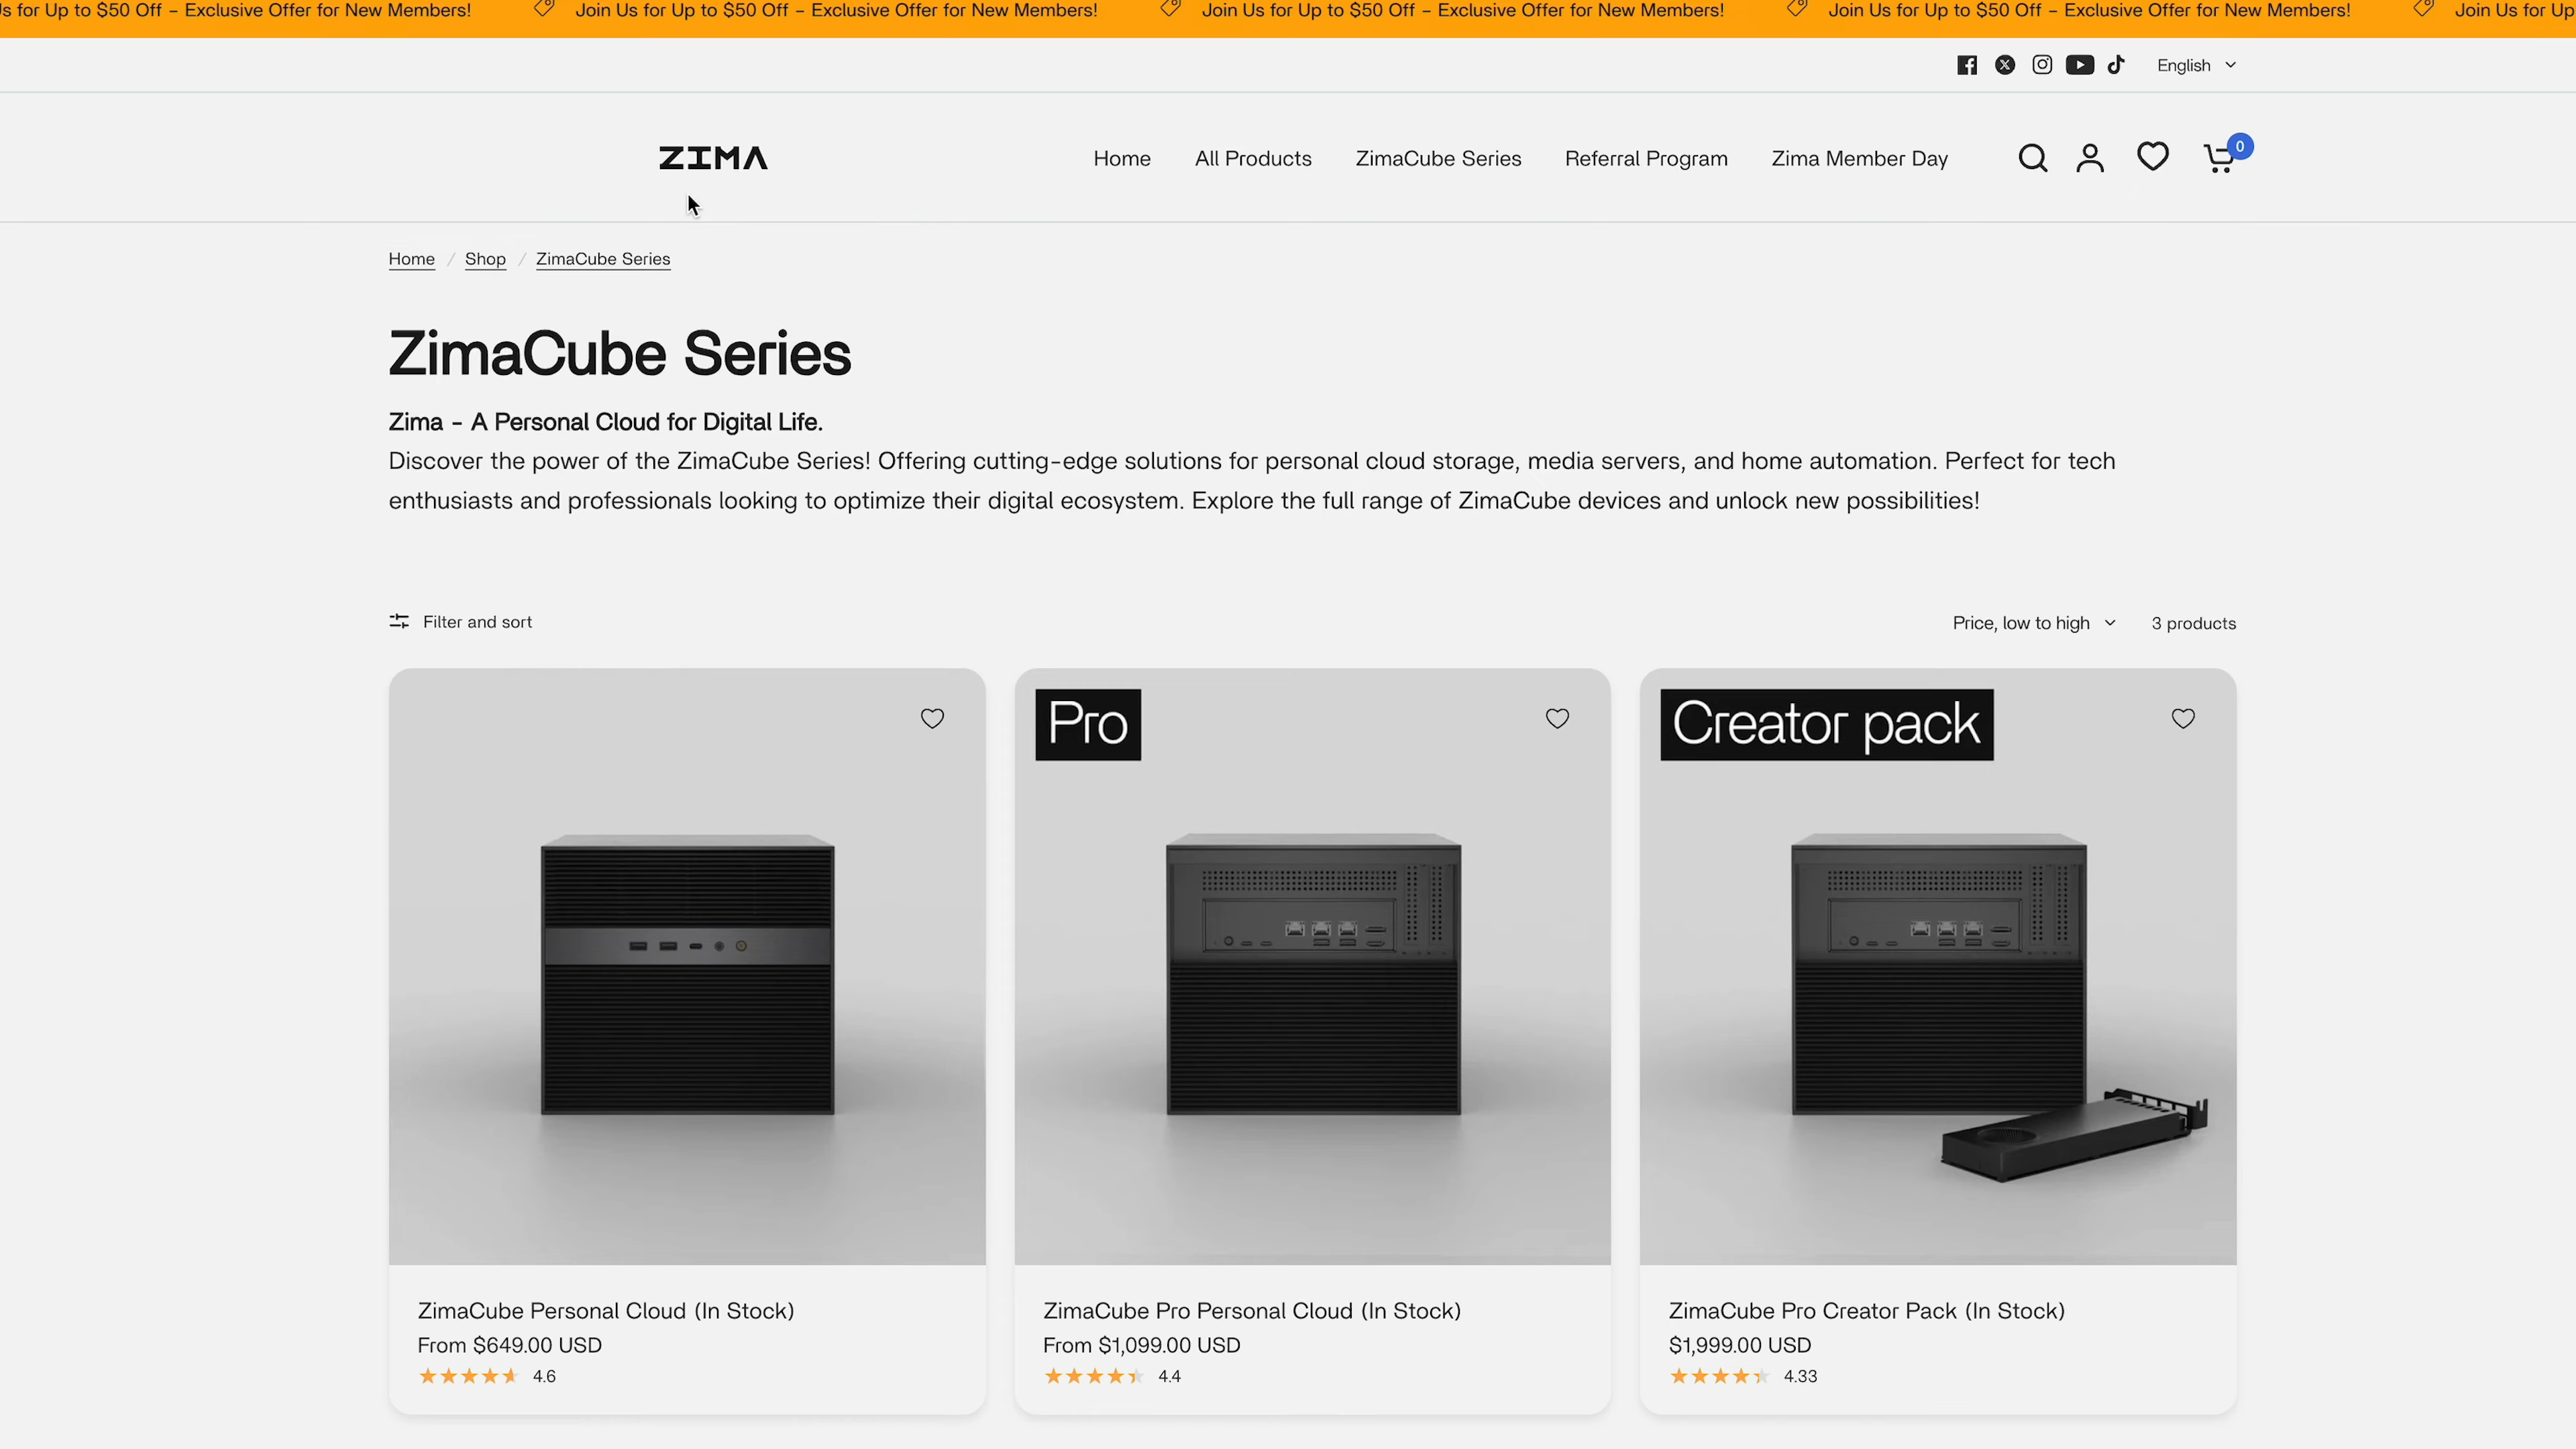 s for Up to $50 Off – Exclusive Offer for New Members! Join Us for Up to $50 Off – Exclusive Offer for New Members! Join Us for Up to $50 Off – Exclusive Offer for New Members! Join Us for Up to $50 Off – Exclusive Offer for New Members! Join Us for Up
English
ZIMA Home All Products ZimaCube Series Referral Program Zima Member Day 0
Home / Shop / ZimaCube Series
ZimaCube Series
Zima - A Personal Cloud for Digital Life.
Discover the power of the ZimaCube Series! Offering cutting-edge solutions for personal cloud storage, media servers, and home automation. Perfect for tech
enthusiasts and professionals looking to optimize their digital ecosystem. Explore the full range of ZimaCube devices and unlock new possibilities!
Filter and sort Price, low to high 3 products
Pro
Creator pack
ZimaCube Personal Cloud (In Stock)
From $649.00 USD
4.6
ZimaCube Pro Personal Cloud (In Stock)
From $1,099.00 USD
4.4
ZimaCube Pro Creator Pack (In Stock)
$1,999.00 USD
4.33